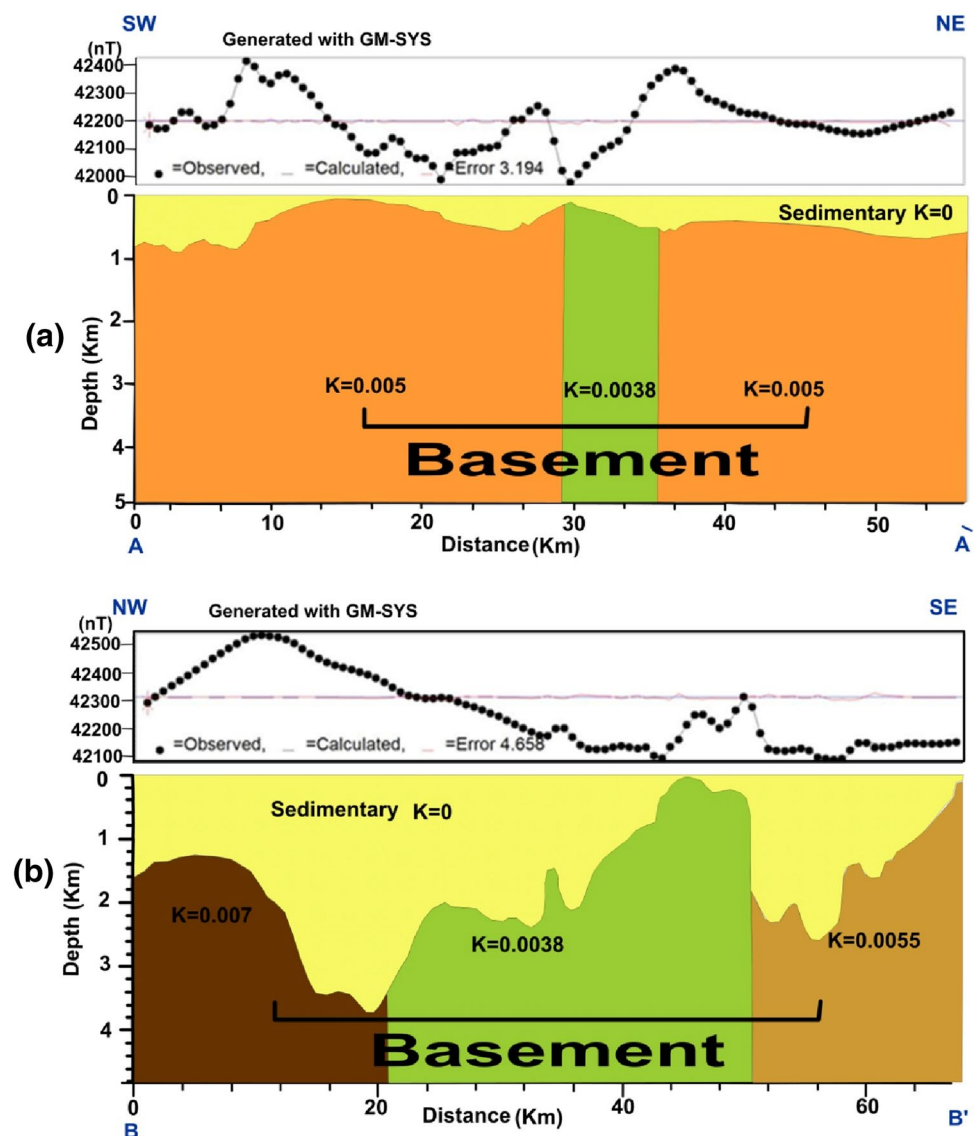 SW NE
(nT) Generated with GM-SYS
42400
42300
42200
42100
42000
=Observed, =Calculated, =Error 3.194
0
Sedimentary K=0
1
2
(a)
Depth (Km)
3
K=0.005 K=0.0038 K=0.005
4
Basement
5
0 10 20 30 40 50
A Distance (Km) A`
NW SE
(nT) Generated with GM-SYS
42500
42400
42300
42200
42100
=Observed, =Calculated, =Error 4.658
0
Sedimentary K=0
1
(b)
Depth (Km)
2
K=0.007 K=0.0038 K=0.0055
3
4
Basement
0 20 40 60
B Distance (Km) B'